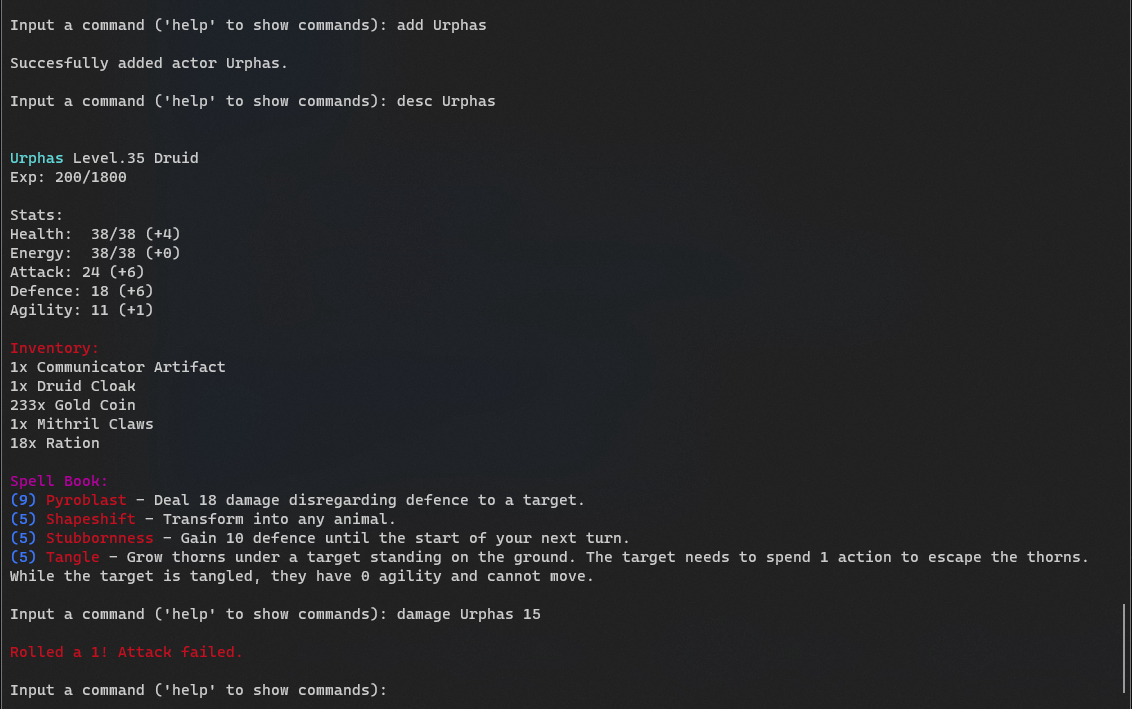 Input a command ('help' to show commands): add Urphas
Succesfully added actor Urphas.
Input a command ('help' to show commands): desc Urphas
Urphas Level.35 Druid
Exp: 200/1800
Stats:
Health:  38/38 (+4)
Energy:  38/38 (+0)
Attack: 24 (+6)
Defence: 18 (+6)
Agility: 11 (+1)
Inventory:
1x Communicator Artifact
1x Druid Cloak
233x Gold Coin
1x Mithril Claws
18x Ration
Spell Book:
(9) Pyroblast - Deal 18 damage disregarding defence to a target.
(5) Shapeshift - Transform into any animal.
(5) Stubbornness - Gain 10 defence until the start of your next turn.
(5) Tangle - Grow thorns under a target standing on the ground. The target needs to spend 1 action to escape the thorns.
While the target is tangled, they have 0 agility and cannot move.
Input a command ('help' to show commands): damage Urphas 15
Rolled a 1! Attack failed.
Input a command ('help' to show commands):